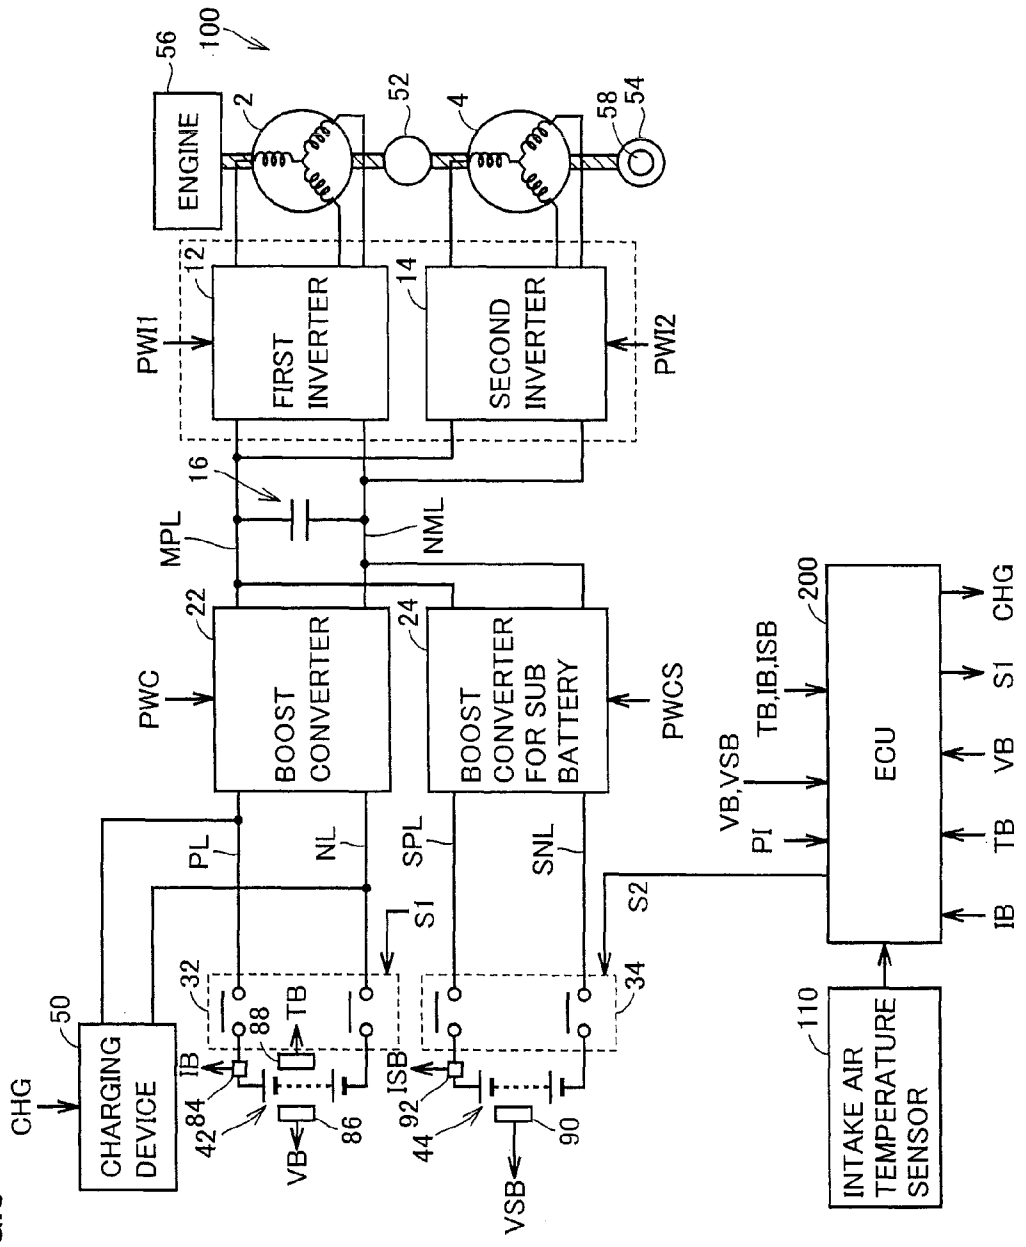 100
56
ENGINE
2
52
4
58
54
12
FIRST
INVERTER
PWI1
14
SECOND
INVERTER
PWI2
16
MPL
NML
22
BOOST
CONVERTER
PWC
24
BOOST
CONVERTER
FOR SUB
BATTERY
PWCS
PL
NL
SPL
SNL
S1
S2
32
34
CHG
50
CHARGING
DEVICE
IB
84
88
TB
42
86
VB
ISB
92
44
90
VSB
110
INTAKE AIR
TEMPERATURE
SENSOR
200
ECU
PI
VB,VSB
TB,IB,ISB
IB
TB
VB
S1
CHG